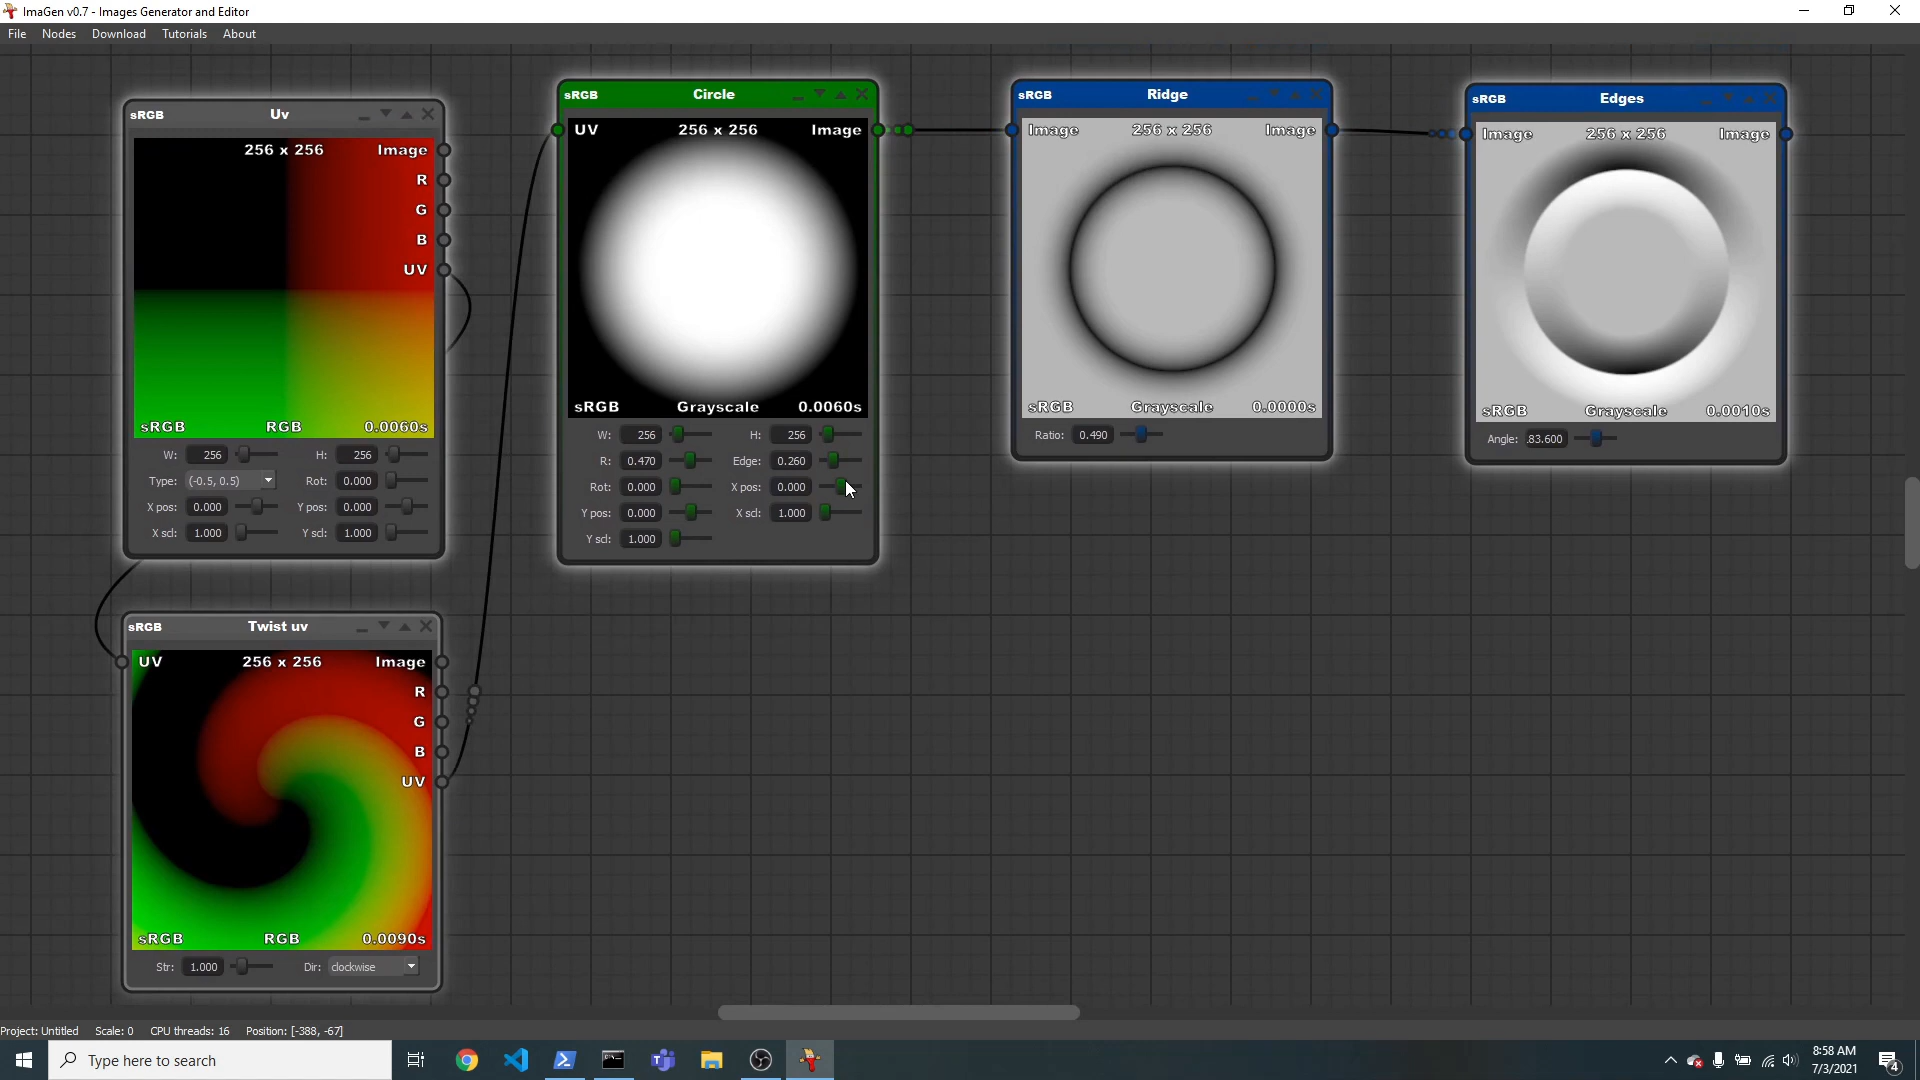 ImaGen v0.7 - Images Generator and Editor
File Nodes Download Tutorials About
sRGB Uv
256 x 256 Image
R
G
B
UV
sRGB RGB 0.0060s
W: 256 H: 256
Type: (-0.5, 0.5) Rot: 0.000
X pos: 0.000 Y pos: 0.000
X scl: 1.000 Y scl: 1.000
sRGB Circle
UV 256 x 256 Image
sRGB Grayscale 0.0060s
W: 256 H: 256
R: 0.470 Edge: 0.260
Rot: 0.000 X pos: 0.000
Y pos: 0.000 X scl: 1.000
Y scl: 1.000
sRGB Ridge
Image 256 x 256 Image
sRGB Grayscale 0.0000s
Ratio: 0.490
sRGB Edges
Image 256 x 256 Image
sRGB Grayscale 0.0010s
Angle: .83.600
sRGB Twist uv
UV 256 x 256 Image
R
G
B
UV
sRGB RGB 0.0090s
Str: 1.000 Dir: clockwise
Project: Untitled Scale: 0 CPU threads: 16 Position: [-388, -67]
Type here to search
8:58 AM
7/3/2021
4